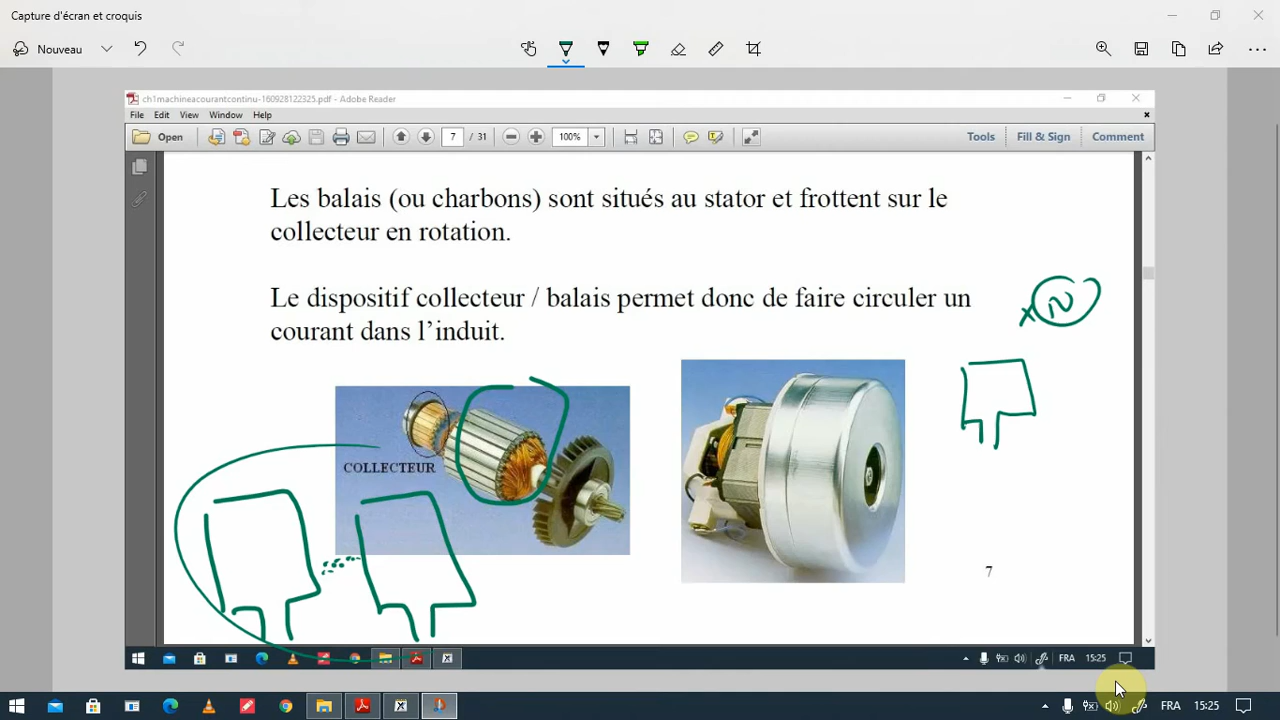 Capture d'écran et croquis
Nouveau
ch1machineacourantcontinu-160928122325.pdf - Adobe Reader
File Edit View Window Help
Open 7 / 31 100% Tools Fill & Sign Comment
Les balais (ou charbons) sont situés au stator et frottent sur le
collecteur en rotation.
Le dispositif collecteur / balais permet donc de faire circuler un
courant dans l'induit.
xN
COLLECTEUR
7
FRA 15:25
FRA 15:25